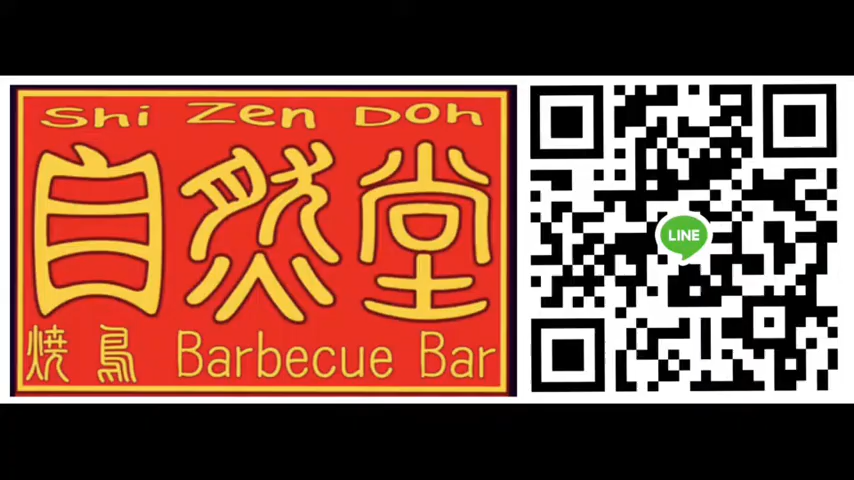 Shi Zen Doh
自然堂
焼鳥 Barbecue Bar
LINE